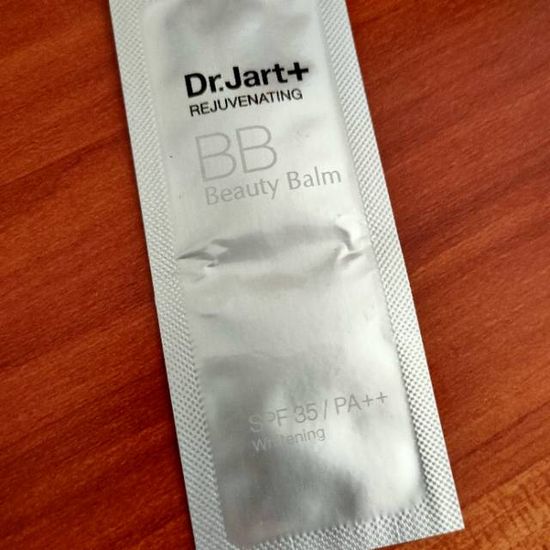 Dr.Jart+
REJUVENATING
BB
Beauty Balm
SPF 35 / PA++
Whitening